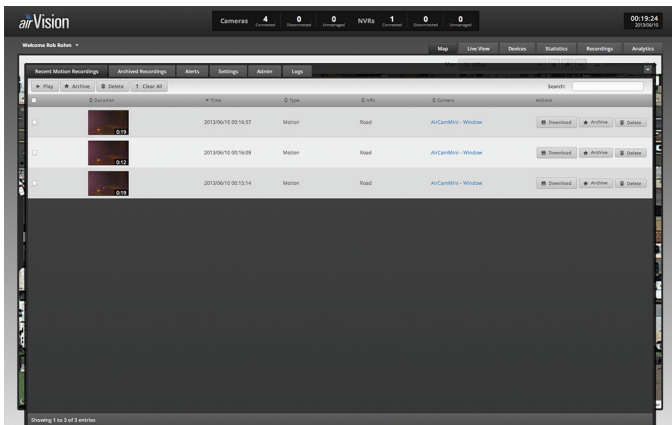 airVision
Cameras 4 Connected 0 Disconnected 0 Unmanaged NVRs 1 Connected 0 Disconnected 0 Unmanaged
00:19:24
2013/06/10
Welcome Rob Rohm
Map Live View Devices Statistics Recordings Analytics
Recent Motion Recordings Archived Recordings Alerts Settings Admin Logs
Play Archive Delete Clear All Search:
Duration Time Type Info Kamera Actions
0:19 2013/06/10 00:16:57 Motion Road AirCamMini - Window Download Archive Delete
0:12 2013/06/10 00:16:09 Motion Road AirCamMini - Window Download Archive Delete
0:19 2013/06/10 00:15:14 Motion Road AirCamMini - Window Download Archive Delete
Showing 1 to 3 of 3 entries